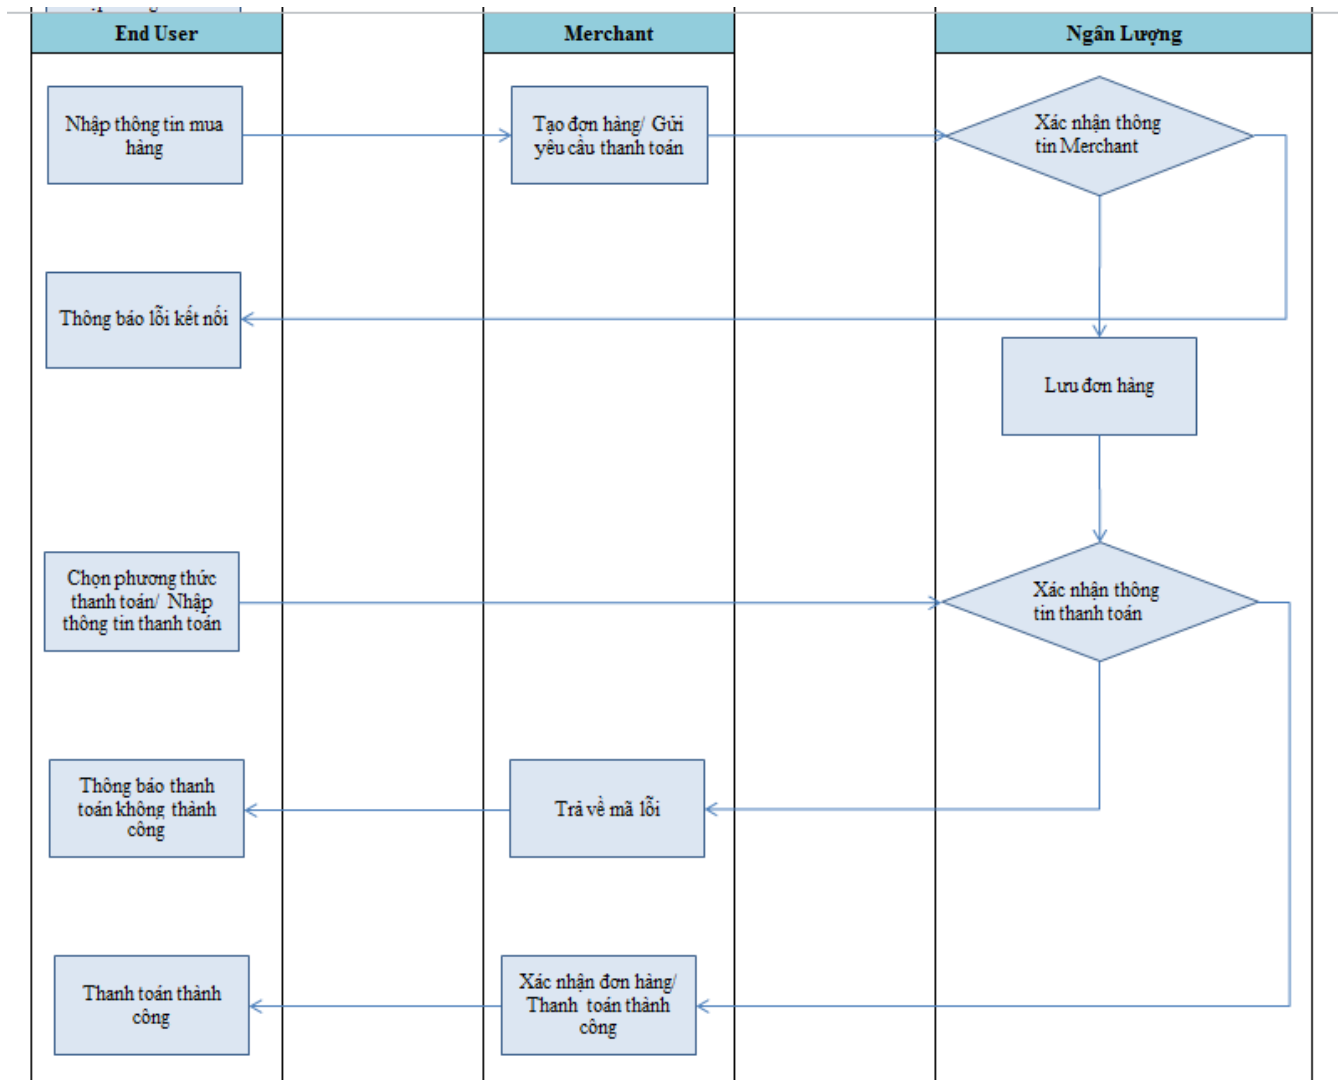 End User
Merchant
Ngân Lượng
Nhập thông tin mua
hàng
Tạo đơn hàng/ Gửi
yêu cầu thanh toán
Xác nhận thông
tin Merchant
Thông báo lỗi kết nối
Lưu đơn hàng
Chọn phương thức
thanh toán/ Nhập
thông tin thanh toán
Xác nhận thông
tin thanh toán
Thông báo thanh
toán không thành
công
Trả về mã lỗi
Thanh toán thành
công
Xác nhận đơn hàng/
Thanh toán thành
công